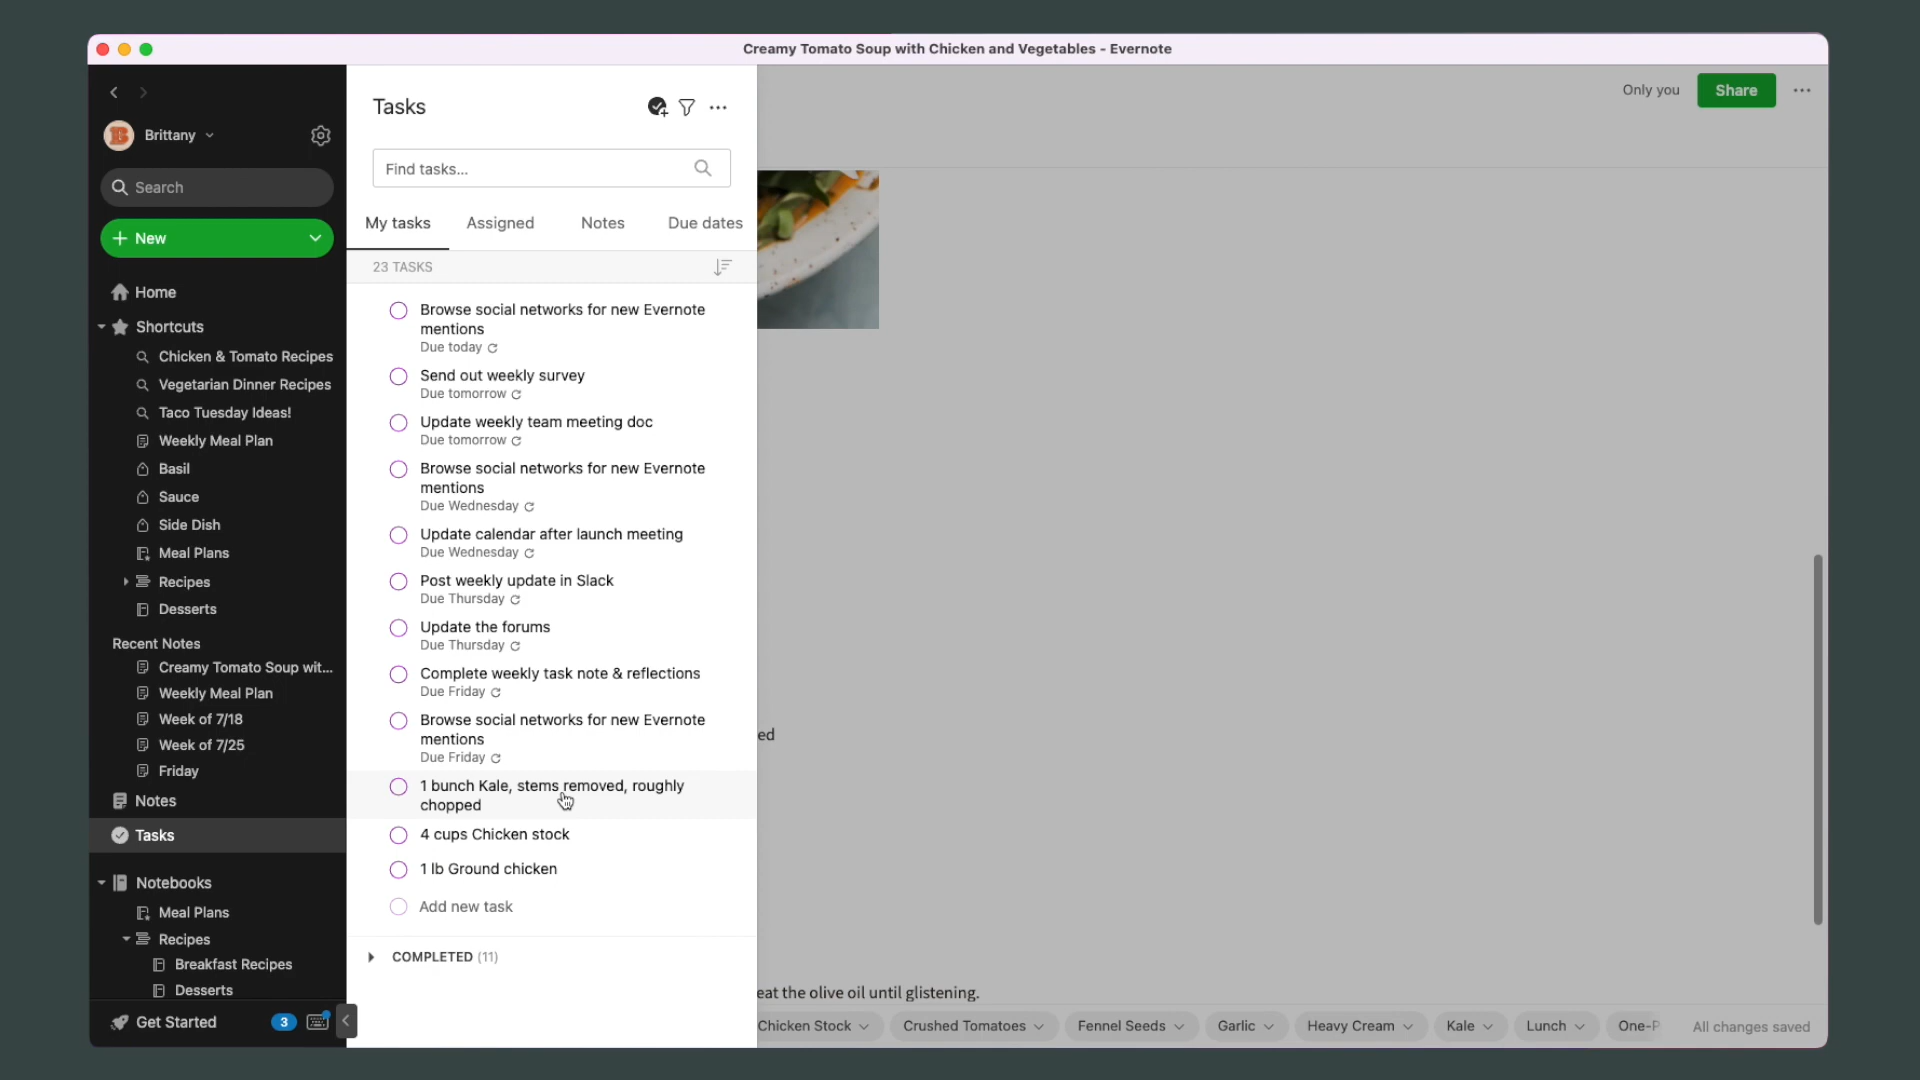 Creamy Tomato Soup with Chicken and Vegetables - Evernote
Brittany
Search
New
Home
Shortcuts
Chicken & Tomato Recipes
Vegetarian Dinner Recipes
Taco Tuesday Ideas!
Weekly Meal Plan
Basil
Sauce
Side Dish
Meal Plans
Recipes
Desserts
Recent Notes
Creamy Tomato Soup wit...
Weekly Meal Plan
Week of 7/18
Week of 7/25
Friday
Notes
Tasks
Notebooks
Meal Plans
Recipes
Breakfast Recipes
Desserts
Get Started
3
Tasks
Find tasks...
My tasks Assigned Notes Due dates
23 TASKS
Browse social networks for new Evernote
mentions
Due today
Send out weekly survey
Due tomorrow
Update weekly team meeting doc
Due tomorrow
Browse social networks for new Evernote
mentions
Due Wednesday
Update calendar after launch meeting
Due Wednesday
Post weekly update in Slack
Due Thursday
Update the forums
Due Thursday
Complete weekly task note & reflections
Due Friday
Browse social networks for new Evernote
mentions
Due Friday
1 bunch Kale, stems removed, roughly
chopped
4 cups Chicken stock
1 lb Ground chicken
Add new task
COMPLETED (11)
Only you Share
ed
eat the olive oil until glistening.
Chicken Stock Crushed Tomatoes Fennel Seeds Garlic Heavy Cream Kale Lunch One-P All changes saved